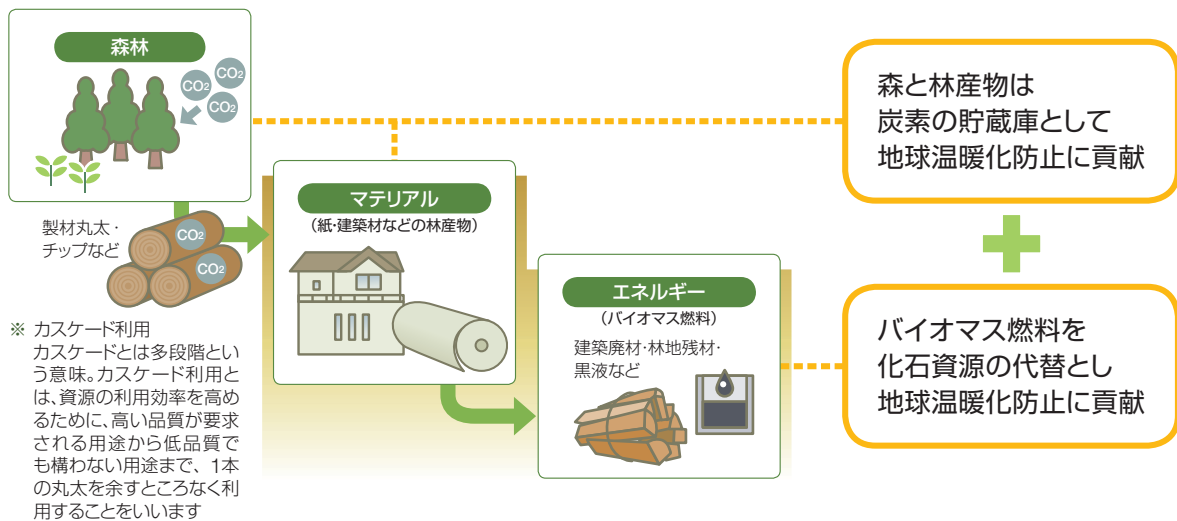 森林
CO2
CO2
CO2
CO2
製材丸太・
チップなど
CO2
CO2
※ カスケード利用
カスケードとは多段階とい
う意味。カスケード利用と
は、資源の利用効率を高め
るために、高い品質が要求
される用途から低品質で
も構わない用途まで、1本
の丸太を余すところなく利
用することをいいます
マテリアル
(紙・建築材などの林産物)
エネルギー
(バイオマス燃料)
建築廃材・林地残材・
黒液など
森と林産物は
炭素の貯蔵庫として
地球温暖化防止に貢献
バイオマス燃料を
化石資源の代替とし
地球温暖化防止に貢献